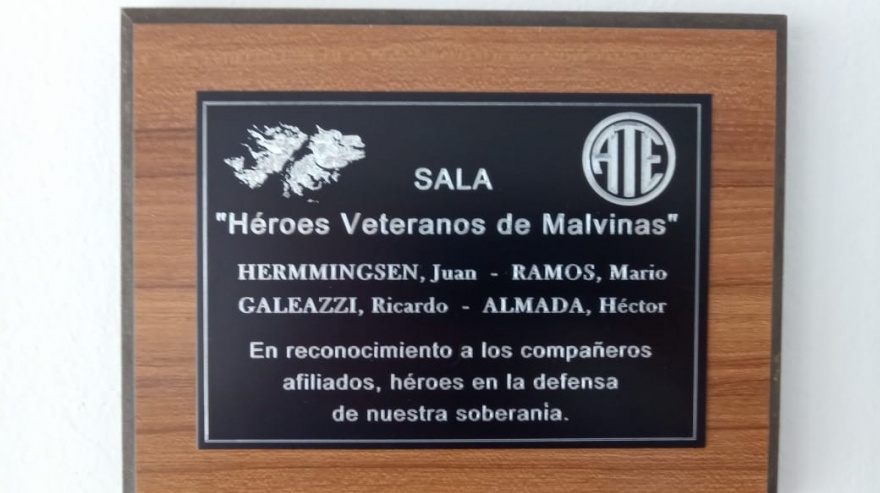 ATE
SALA
"Héroes Veteranos de Malvinas"
HERMMINGSEN, Juan - RAMOS, Mario
GALEAZZI, Ricardo - ALMADA, Héctor
En reconocimiento a los compañeros
afiliados, héroes en la defensa
de nuestra soberanía.